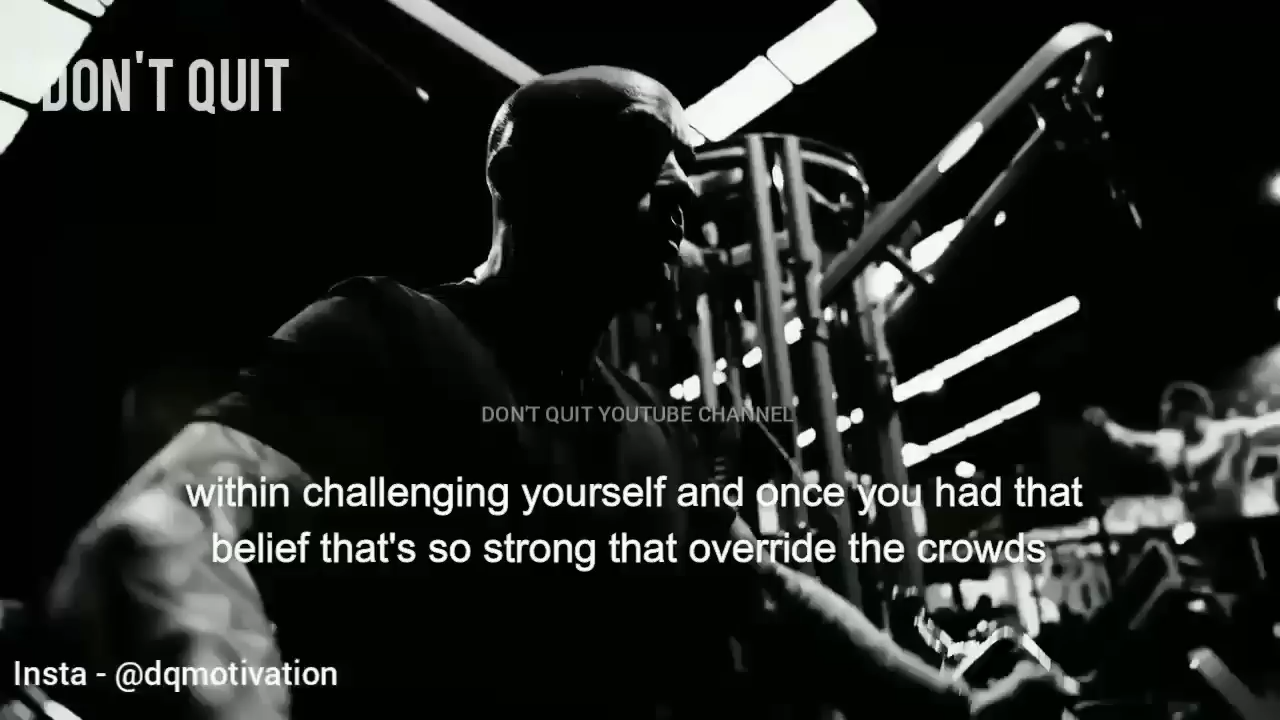 DON'T QUIT
DON'T QUIT YOUTUBE CHANNEL
within challenging yourself and once you had that
belief that's so strong that override the crowds
Insta - @dqmotivation